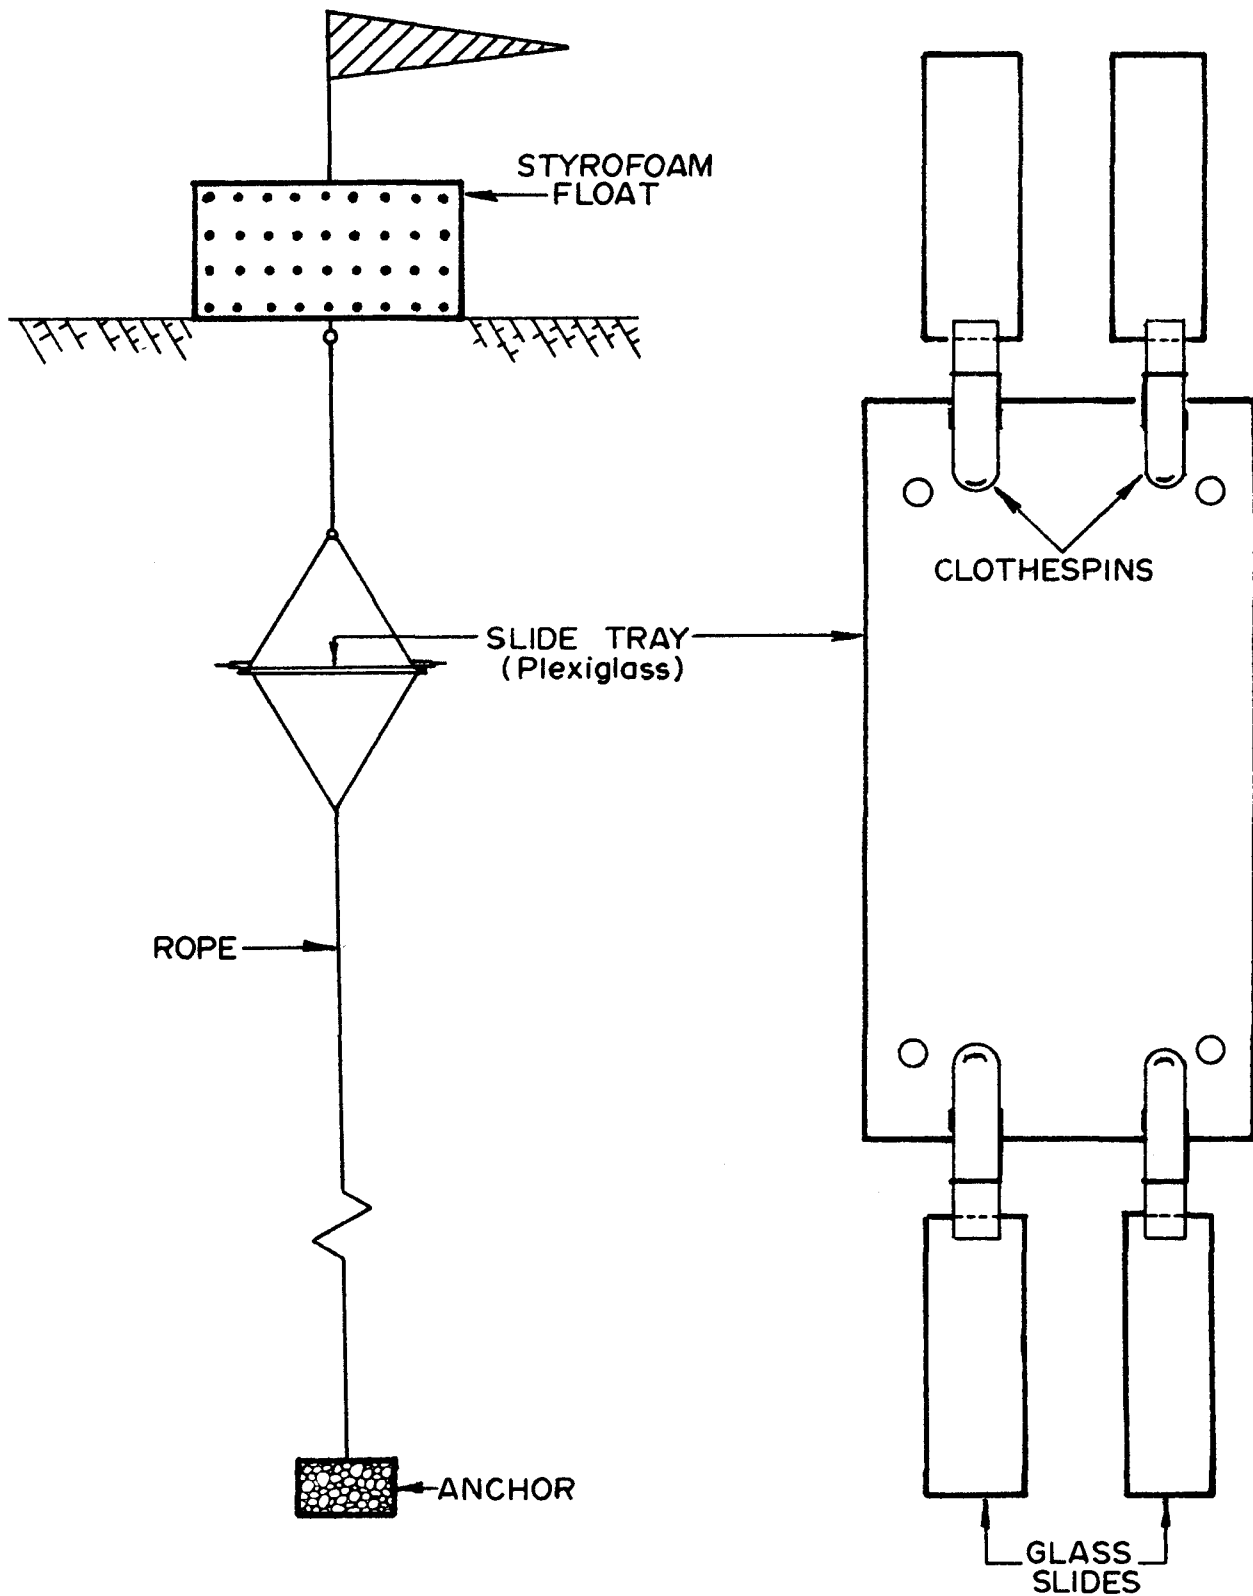 STYROFOAM
FLOAT
CLOTHESPINS
SLIDE TRAY
(Plexiglass)
ROPE
ANCHOR
GLASS
SLIDES